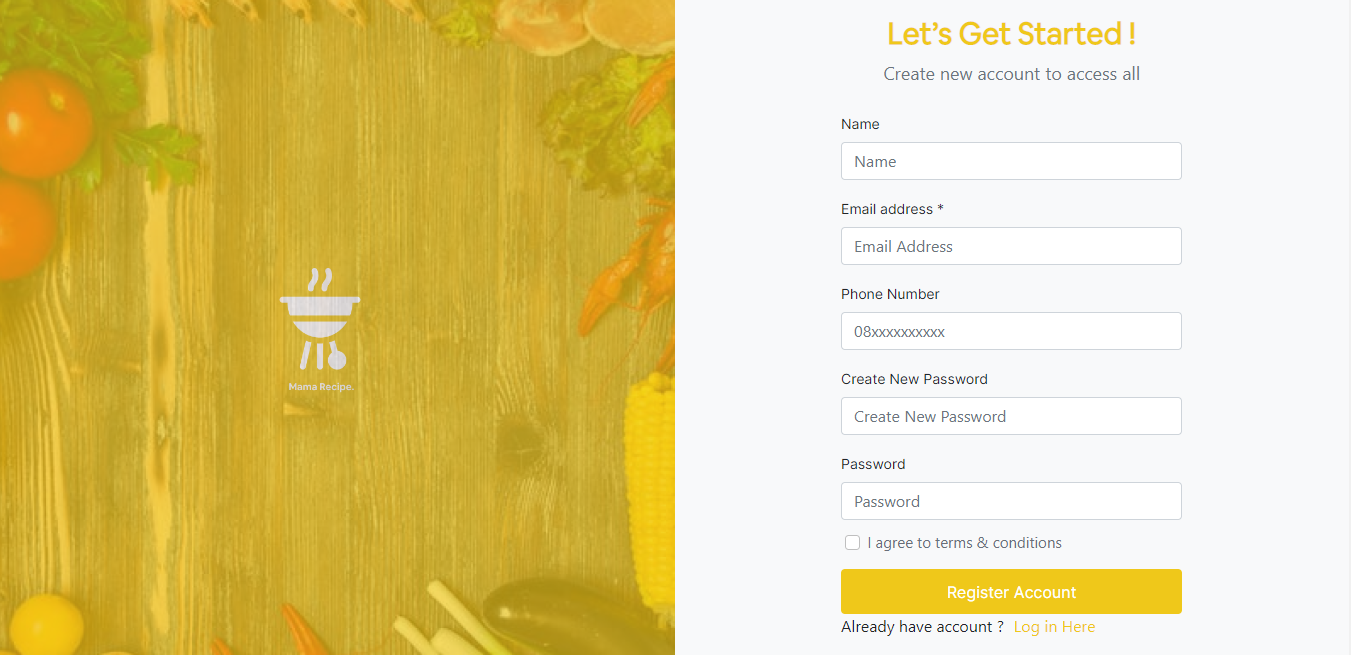 Mama Recipe.
Let's Get Started !
Create new account to access all
Name
Name
Email address *
Email Address
Phone Number
08xxxxxxxxxx
Create New Password
Create New Password
Password
Password
I agree to terms & conditions
Register Account
Already have account ? Log in Here